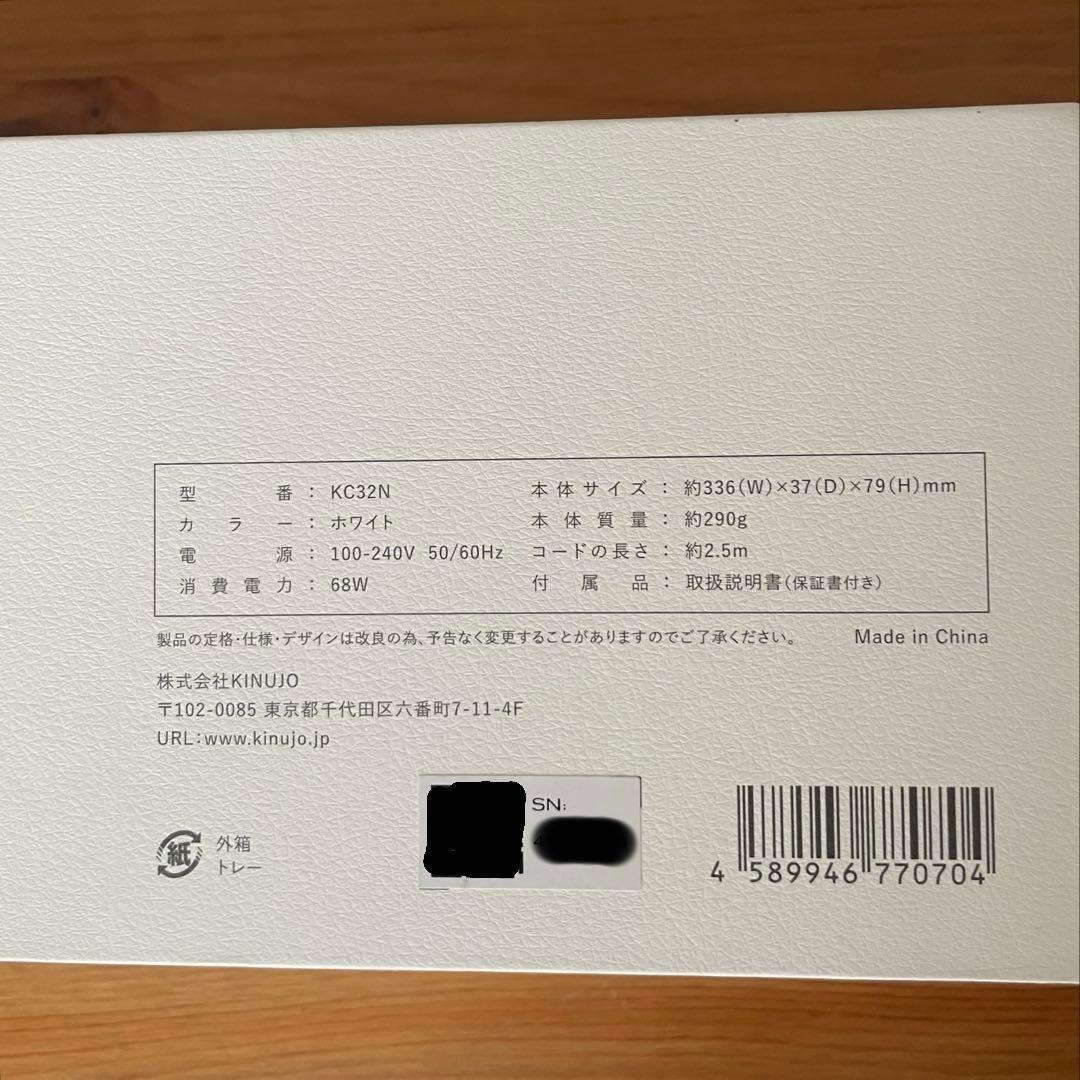 型番：KC32N
カラー：ホワイト
電源：100-240V 50/60Hz
消費電力：68W
本体サイズ：約336(W)×37(D)×79(H)mm
本体質量：約290g
コードの長さ：約2.5m
付属品：取扱説明書(保証書付き)
製品の定格･仕様･デザインは改良の為、予告なく変更することがありますのでご了承ください。
Made in China
株式会社KINUJO
〒102-0085 東京都千代田区六番町7-11-4F
URL:www.kinujo.jp
紙
外箱
トレー
SN:
4 589946 770704